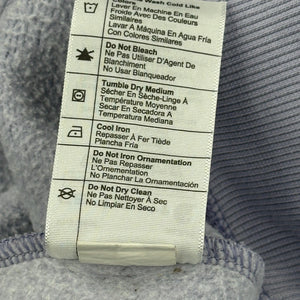 Wash Cold Like
Laver En Machine En Eau
Froide Avec Des Couleurs
Similaires
Lavar A Máquina En Agua Fría
Con Colores Similares
Do Not Bleach
Ne Pas Utiliser D'Agent De
Blanchiment
No Usar Blanqueador
Tumble Dry Medium
Sécher En Sèche-Linge À
Température Moyenne
Secar En Secadora A
Temperatura Mediana
Cool Iron
Repasser À Fer Tiède
Plancha Fría
Do Not Iron Ornamentation
Ne Pas Repasser
L'Ornementation
No Planchar La Ornamentación
Do Not Dry Clean
Ne Pas Nettoyer À Sec
No Limpiar En Seco